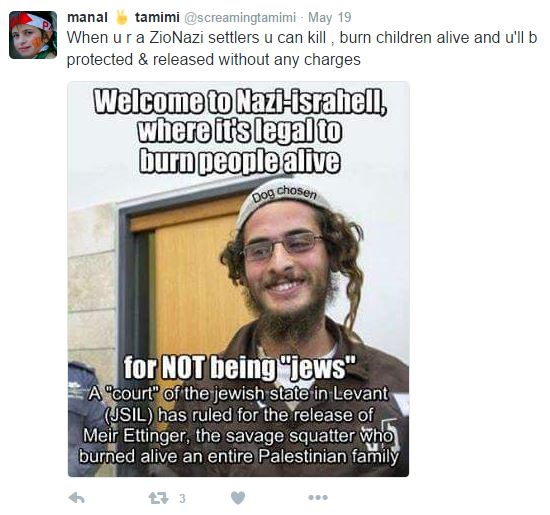 manal ✌ tamimi @screamingtamimi · May 19
When u r a ZioNazi settlers u can kill , burn children alive and u'll b
protected & released without any charges
Welcome to Nazi-israhell,
where it's legal to
burn people alive
Dog chosen
for NOT being "jews"
A "court" of the jewish state in Levant
(JSIL) has ruled for the release of
Meir Ettinger, the savage squatter who
burned alive an entire Palestinian family
3